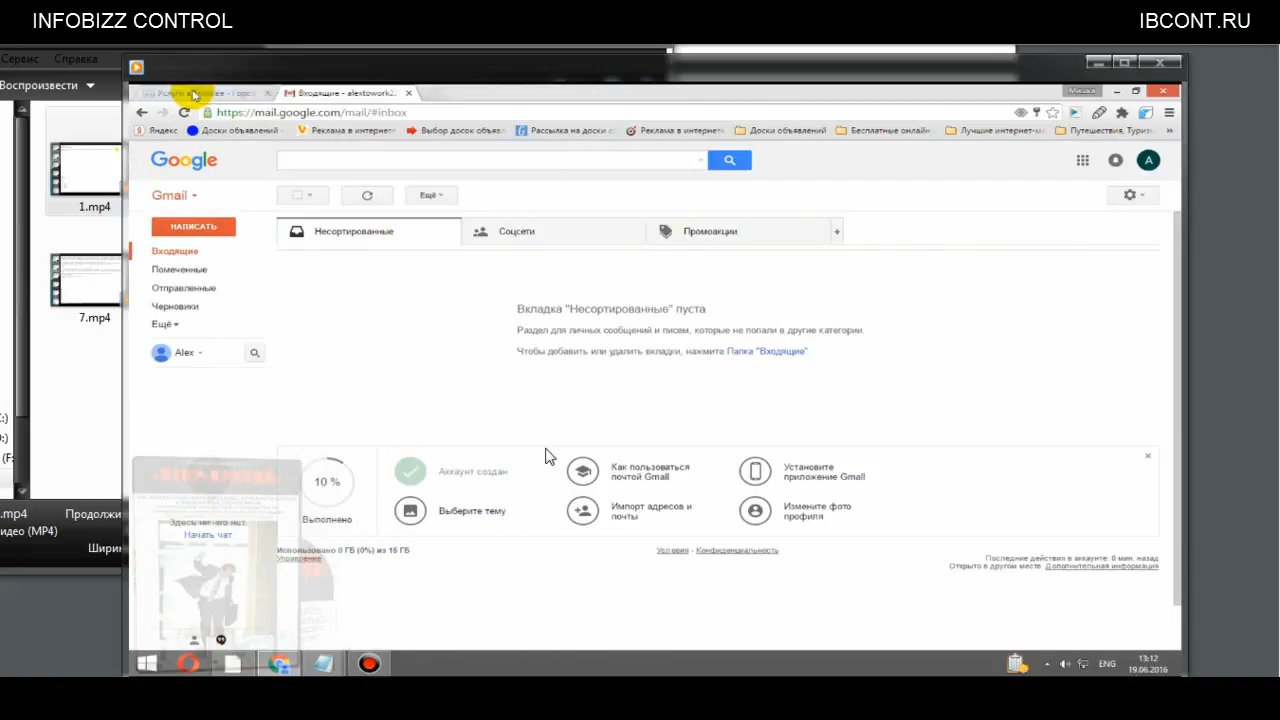 INFOBIZZ CONTROL
IBCONT.RU
Сервис Справка
Воспроизвести
1.mp4
7.mp4
.mp4 Продолжи
идео (MP4)
Шири
Входящие - alextowork2.
https://mail.google.com/mail/#inbox
Яндекс
Доски объявлений
Реклама в интернете
Выбор досок объяв
Рассылка на доски
Реклама в интернет
Доски объявлений
Бесплатные онлайн
Лучшие интернет-м
Путешествия, Туриз
»
Google
A
Gmail
Ещё
НАПИСАТЬ
Несортированные
Соцсети
Промоакции
+
Входящие
Помеченные
Отправленные
Черновики
Ещё
Alex
Вкладка "Несортированные" пуста
Раздел для личных сообщений и писем, которые не попали в другие категории.
Чтобы добавить или удалить вкладки, нажмите Папка "Входящие"
10 %
Выполнено
Аккаунт создан
Как пользоваться почтой Gmail
Установите приложение Gmail
Выберите тему
Импорт адресов и почты
Измените фото профиля
Здесь ничего нет.
Начать чат
Использовано 0 ГБ (0%) из 15 ГБ
Управление
Условия - Конфиденциальность
Последние действия в аккаунте: 0 мин. назад
Открыто в другом месте Дополнительная информация
ENG
13:12
19.06.2016